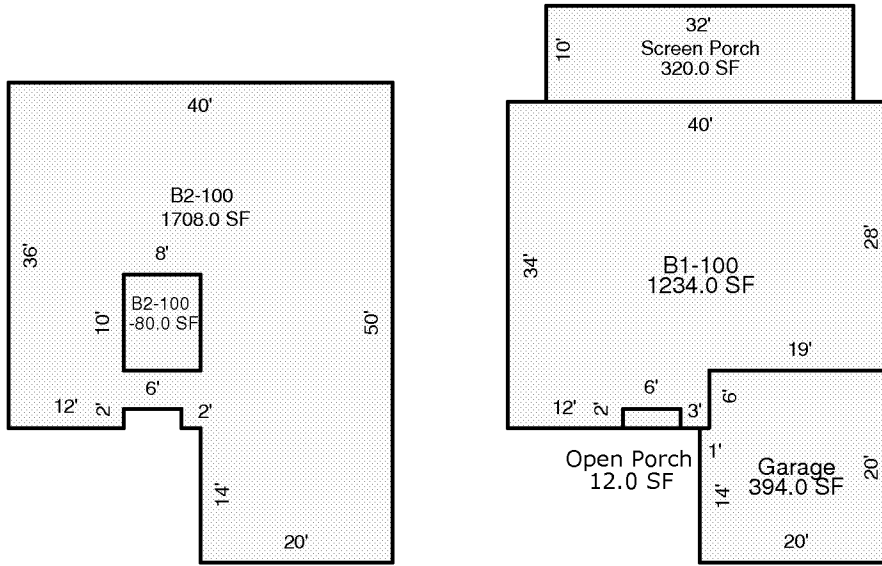 40'
B2-100
1708.0 SF
36'
8'
B2-100
-80.0 SF
10'
50'
6'
12'
2'
2'
14'
20'
32'
10'
Screen Porch
320.0 SF
40'
28'
34'
B1-100
1234.0 SF
19'
6'
6'
12'
2'
3'
1'
Open Porch
12.0 SF
Garage
394.0 SF
20'
14'
20'